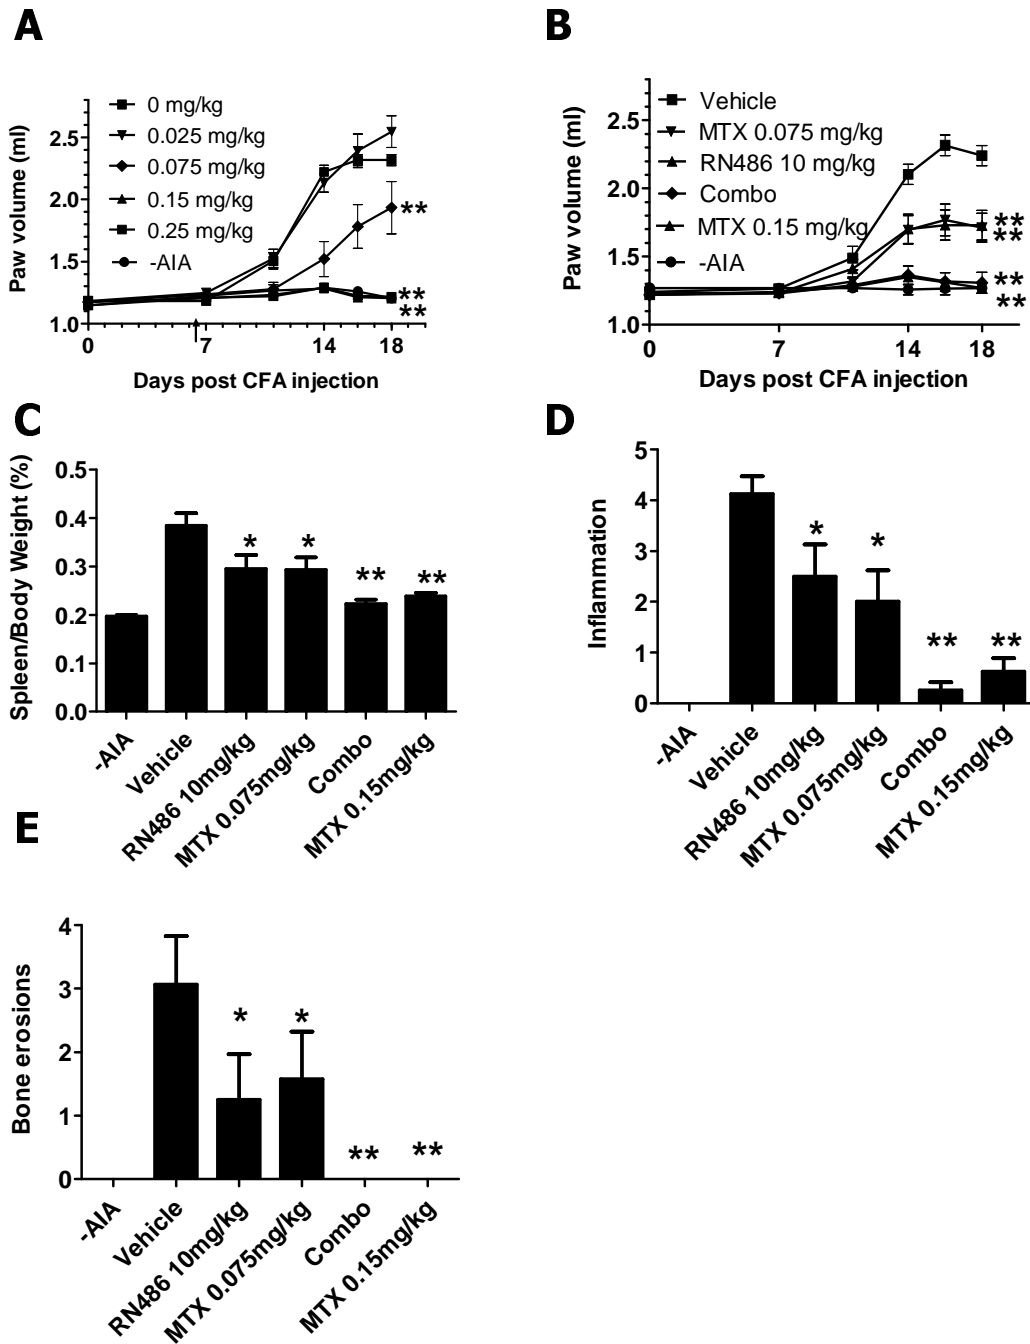 A
Paw volume (ml)
2.5
2.0
1.5
1.0
0 mg/kg
0.025 mg/kg
0.075 mg/kg
0.15 mg/kg
0.25 mg/kg
-AIA
**
**
**
0
7
14
18
Days post CFA injection
B
Paw volume (ml)
2.5
2.0
1.5
1.0
Vehicle
MTX 0.075 mg/kg
RN486 10 mg/kg
Combo
MTX 0.15 mg/kg
-AIA
**
**
**
**
0
7
14
18
Days post CFA injection
C
Spleen/Body Weight (%)
0.5
0.4
0.3
0.2
0.1
0.0
*
*
**
**
-AIA
Vehicle
RN486 10mg/kg
MTX 0.075mg/kg
Combo
MTX 0.15mg/kg
D
Inflammation
5
4
3
2
1
0
*
*
**
**
-AIA
Vehicle
RN486 10mg/kg
MTX 0.075mg/kg
Combo
MTX 0.15mg/kg
E
Bone erosions
4
3
2
1
0
*
*
**
**
-AIA
Vehicle
RN486 10mg/kg
MTX 0.075mg/kg
Combo
MTX 0.15mg/kg